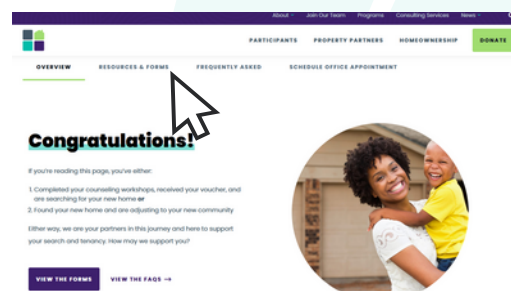 About Join Our Team Programs Consulting Services News
PARTICIPANTS PROPERTY PARTNERS HOMEOWNERSHIP DONATE
OVERVIEW RESOURCES & FORMS FREQUENTLY ASKED SCHEDULE OFFICE APPOINTMENT
Congratulations!
If you're reading this page, you've either:
1. Completed your counseling workshops, received your voucher, and
are searching for your new home or
2. Found your new home and are adjusting to your new community
Either way, we are your partners in this journey and here to support
your search and tenancy. How may we support you?
VIEW THE FORMS VIEW THE FAQS →